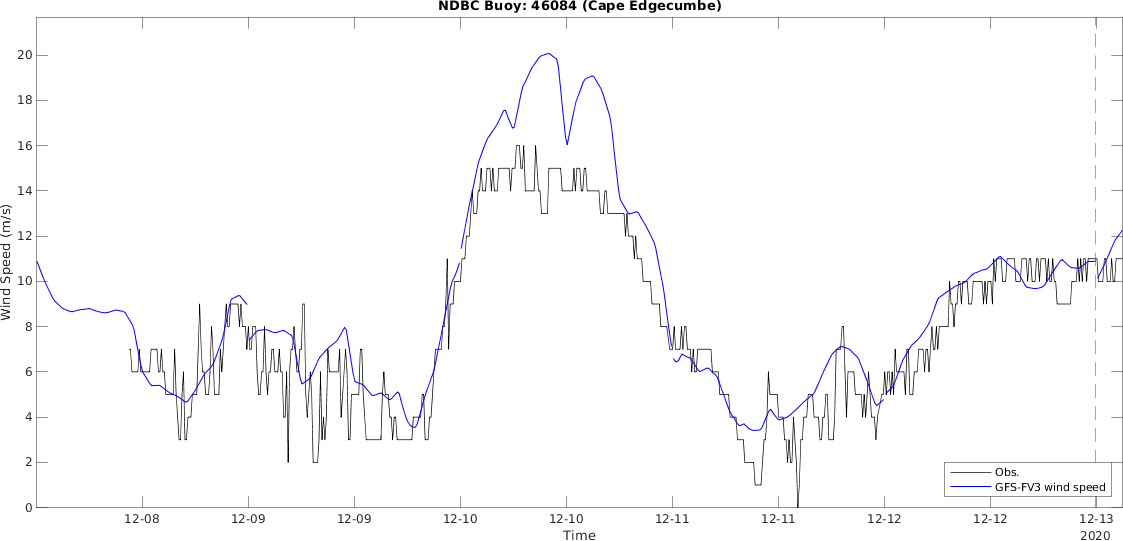 NDBC Buoy: 46084 (Cape Edgecumbe)
20
18
16
14
12
10
8
6
4
2
0
Wind Speed (m/s)
Obs.
GFS-FV3 wind speed
12-08 12-09 12-09 12-10 12-10 12-11 12-11 12-12 12-12 12-13
Time 2020